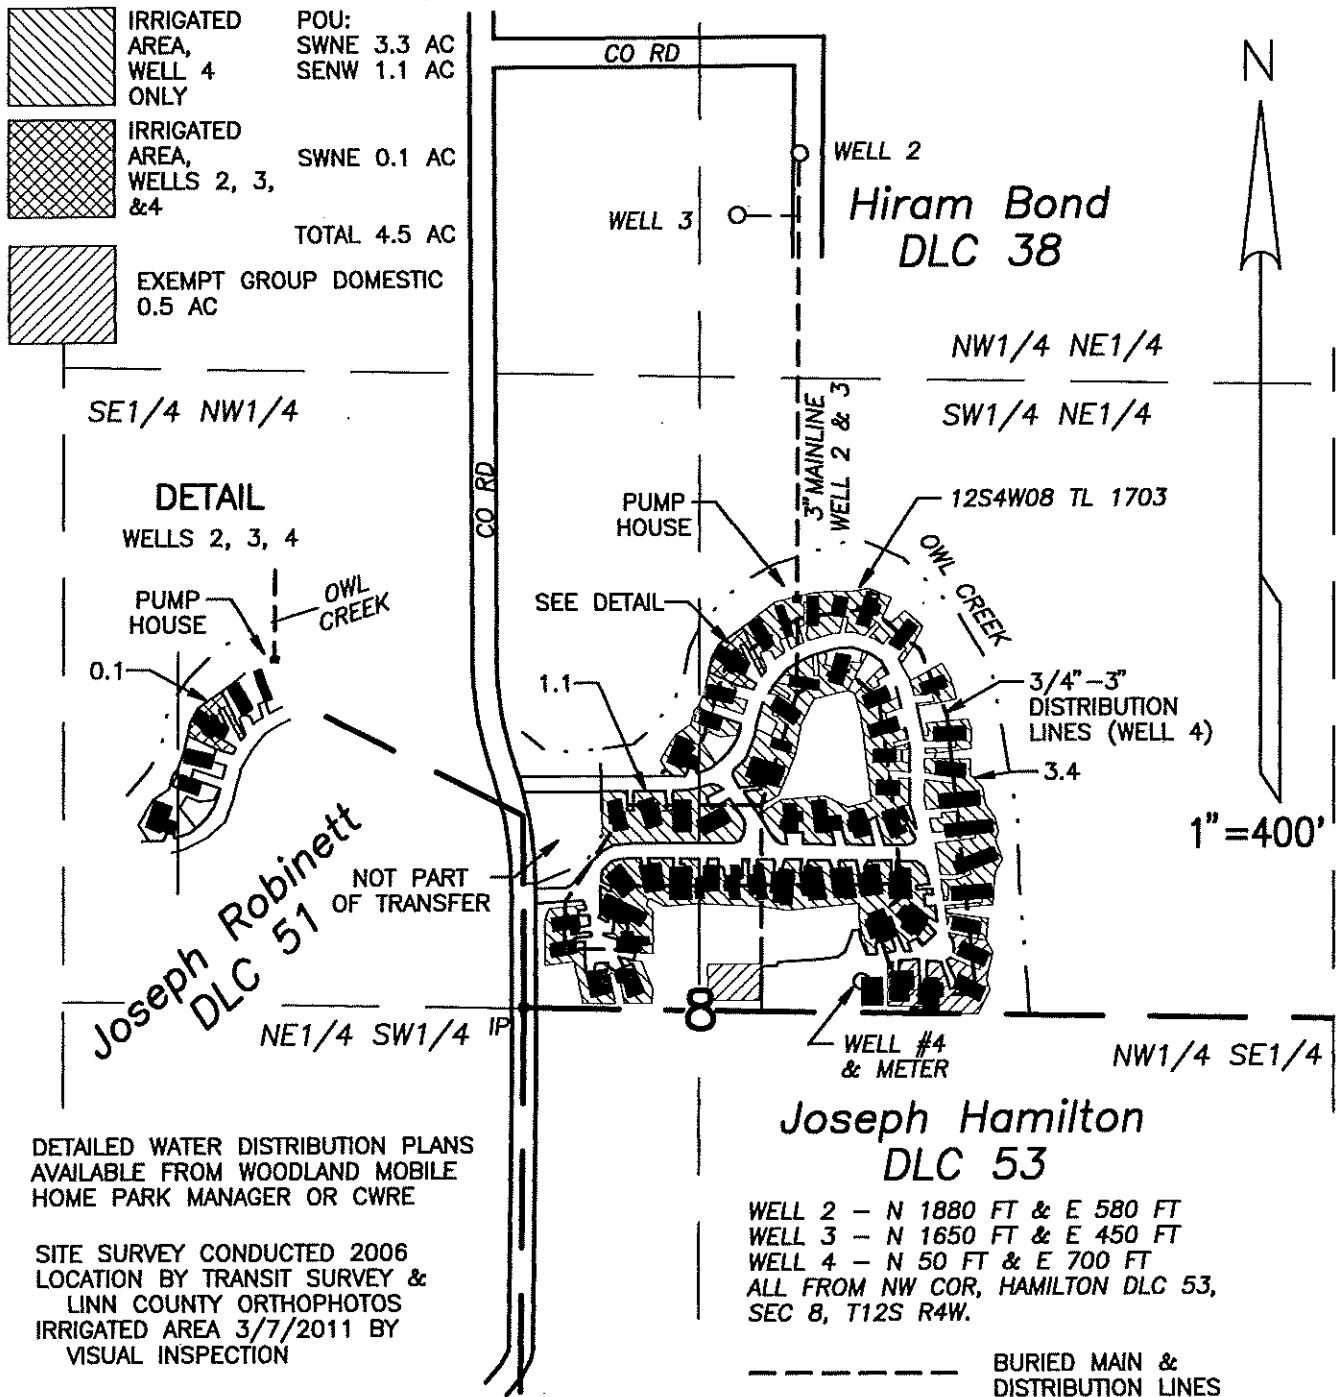 IRRIGATED
AREA,
WELL 4
ONLY
POU:
SWNE 3.3 AC
SENW 1.1 AC
IRRIGATED
AREA,
WELLS 2, 3,
&4
SWNE 0.1 AC
TOTAL 4.5 AC
EXEMPT GROUP DOMESTIC
0.5 AC
CO RD
WELL 2
WELL 3
Hiram Bond
DLC 38
N
NW1/4 NE1/4
SE1/4 NW1/4
SW1/4 NE1/4
3" MAINLINE
WELL 2 & 3
CO RD
DETAIL
WELLS 2, 3, 4
PUMP
HOUSE
12S4W08 TL 1703
OWL
CREEK
PUMP
HOUSE
OWL CREEK
SEE DETAIL
0.1
1.1
3/4"-3"
DISTRIBUTION
LINES (WELL 4)
3.4
1"=400'
NOT PART
OF TRANSFER
Joseph Robinett
DLC 51
NE1/4 SW1/4
IP
8
WELL #4
& METER
NW1/4 SE1/4
Joseph Hamilton
DLC 53
DETAILED WATER DISTRIBUTION PLANS
AVAILABLE FROM WOODLAND MOBILE
HOME PARK MANAGER OR CWRE
SITE SURVEY CONDUCTED 2006
LOCATION BY TRANSIT SURVEY &
LINN COUNTY ORTHOPHOTOS
IRRIGATED AREA 3/7/2011 BY
VISUAL INSPECTION
WELL 2 - N 1880 FT & E 580 FT
WELL 3 - N 1650 FT & E 450 FT
WELL 4 - N 50 FT & E 700 FT
ALL FROM NW COR, HAMILTON DLC 53,
SEC 8, T12S R4W.
BURIED MAIN &
DISTRIBUTION LINES